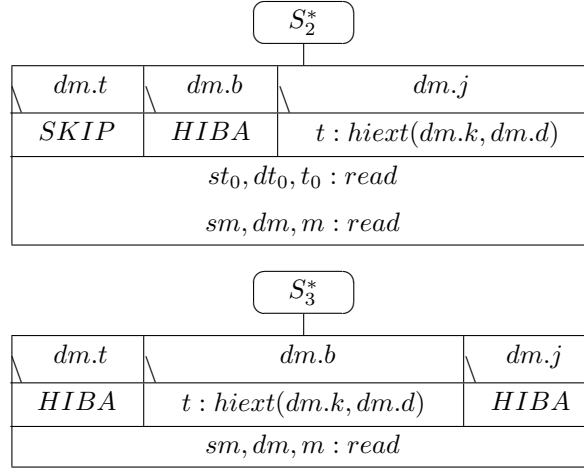 S_2^*
dm.t dm.b dm.j
SKIP HIBA t : hiext(dm.k, dm.d)
st_0, dt_0, t_0 : read
sm, dm, m : read
S_3^*
dm.t dm.b dm.j
HIBA t : hiext(dm.k, dm.d) HIBA
sm, dm, m : read